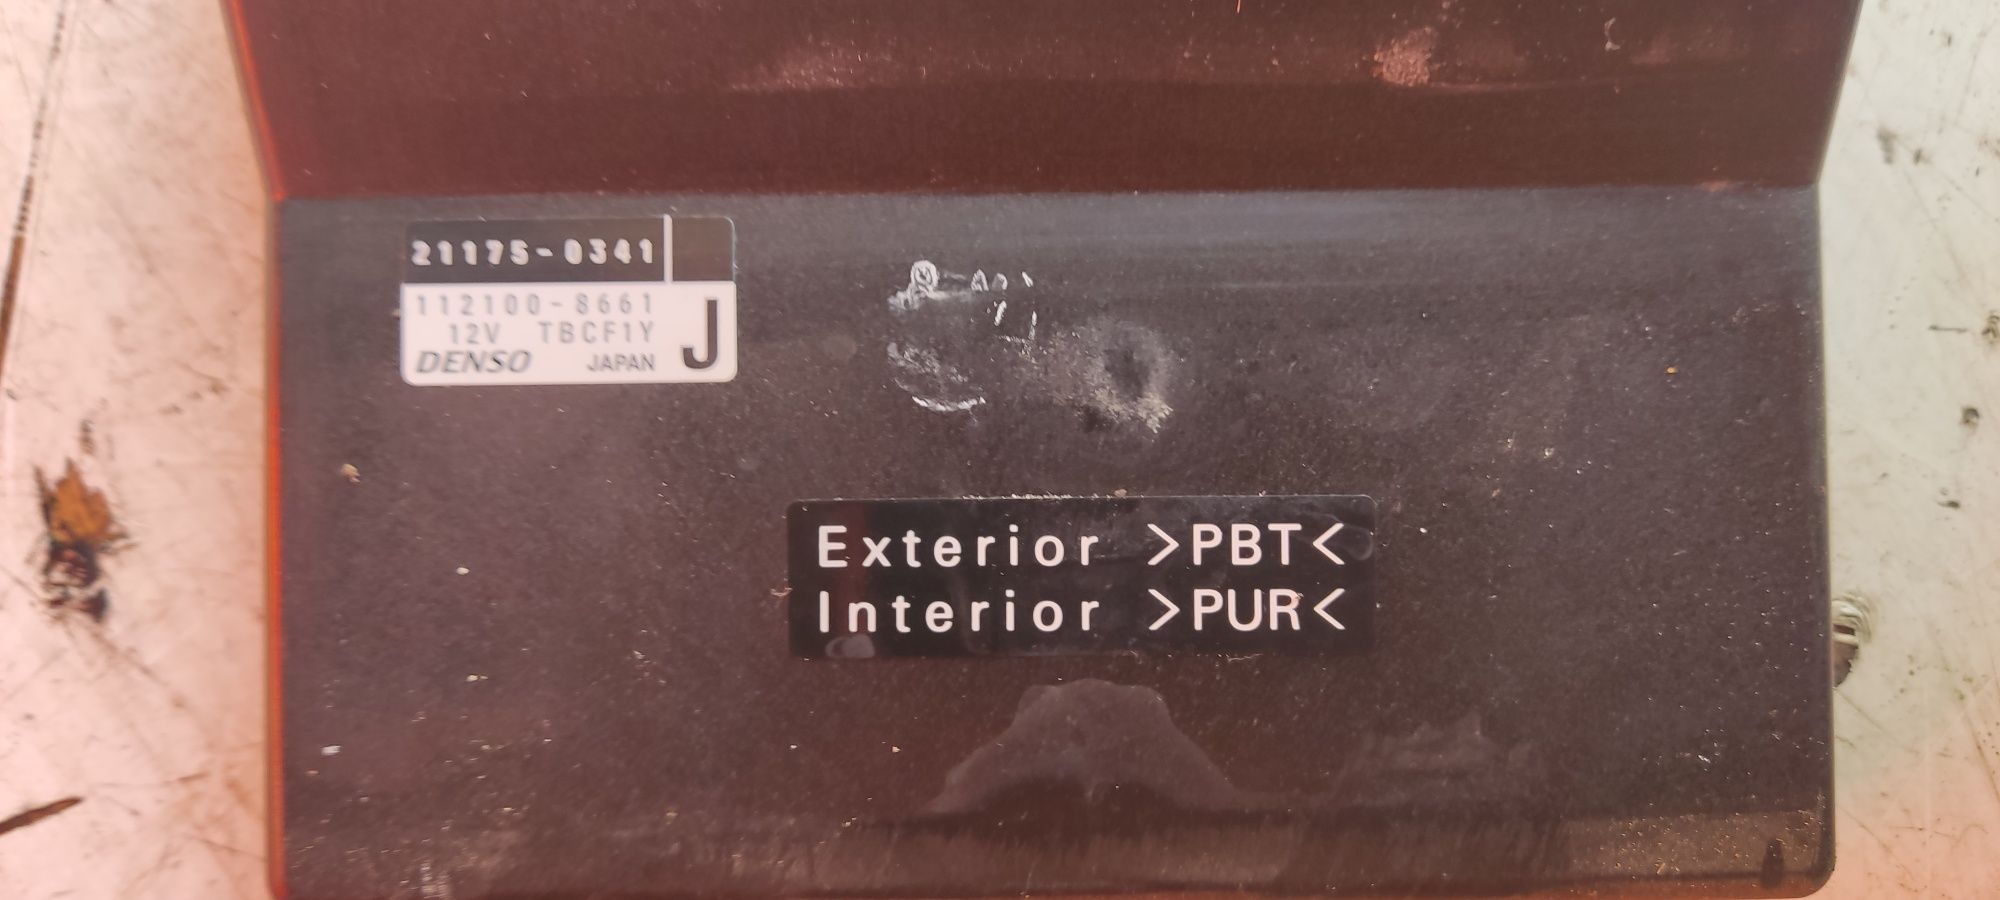 21175-0341
112100-8661
12V TBCF1Y
J
DENSO JAPAN
Exterior >PBT<
Interior >PUR<